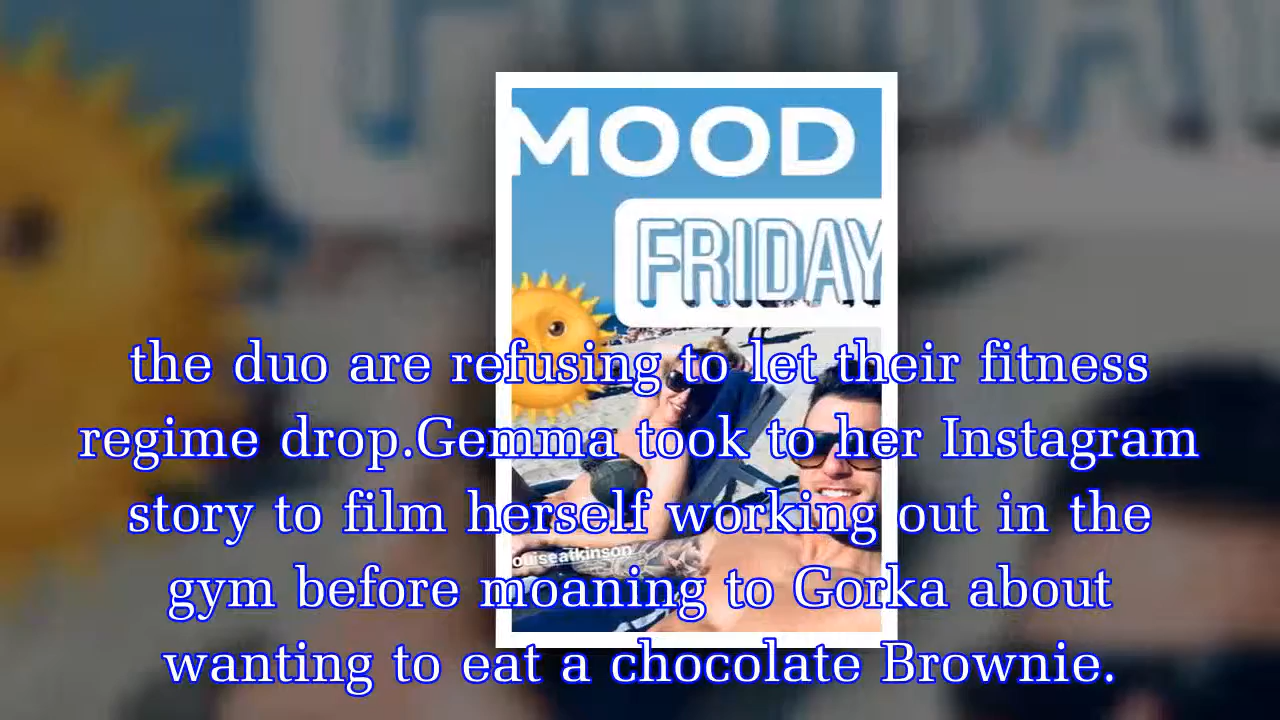 MOOD
FRIDAY
the duo are refusing to let their fitness
regime drop.Gemma took to her Instagram
story to film herself working out in the
ouiseatkinson
gym before moaning to Gorka about
wanting to eat a chocolate Brownie.